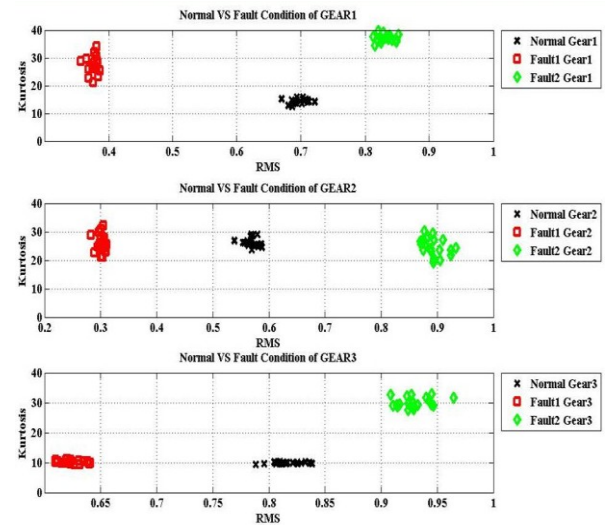 Normal VS Fault Condition of GEAR1
Kurtosis
40
30
20
10
0
0.4
0.5
0.6
0.7
0.8
0.9
1
RMS
Normal Gear1
Fault1 Gear1
Fault2 Gear1
Normal VS Fault Condition of GEAR2
Kurtosis
40
30
20
10
0
0.2
0.3
0.4
0.5
0.6
0.7
0.8
0.9
1
RMS
Normal Gear2
Fault1 Gear2
Fault2 Gear2
Normal VS Fault Condition of GEAR3
Kurtosis
40
30
20
10
0
0.65
0.7
0.75
0.8
0.85
0.9
0.95
1
RMS
Normal Gear3
Fault1 Gear3
Fault2 Gear3